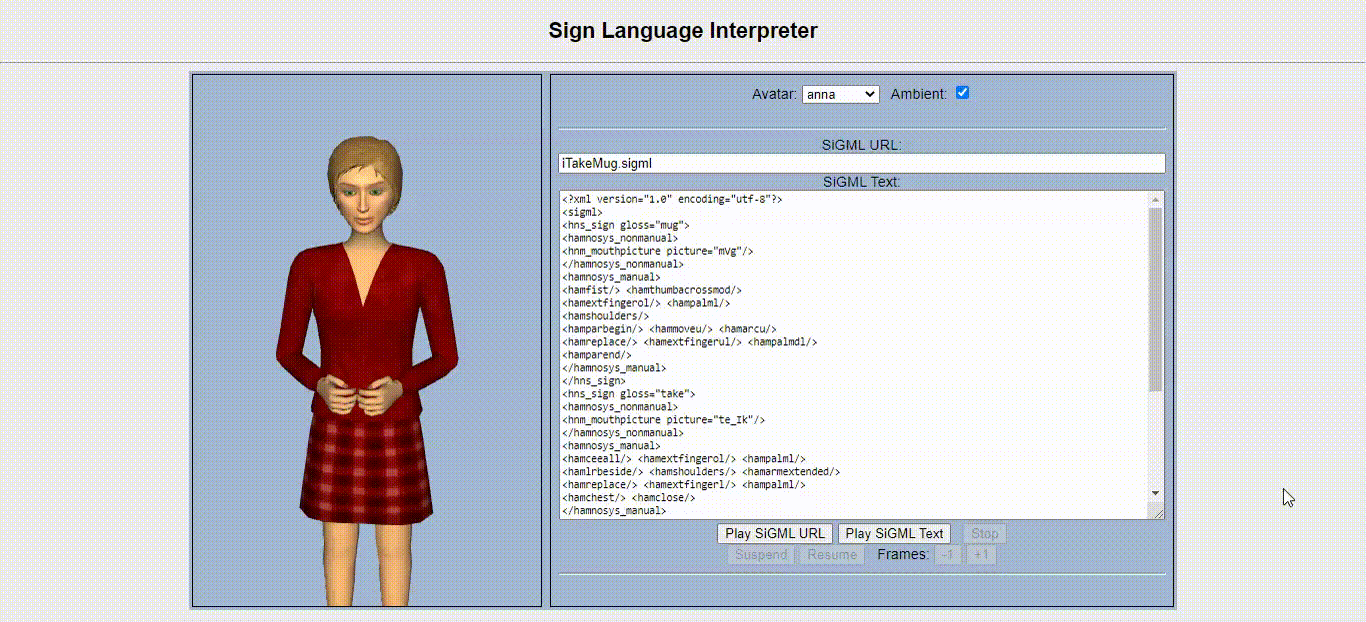 Sign Language Interpreter
Avatar: anna Ambient:
SiGML URL:
iTakeMug.sigml
SiGML Text:
<?xml version="1.0" encoding="utf-8"?>
<sigml>
<hns_sign gloss="mug">
<hamnosys_nonmanual>
<hnm_mouthpicture picture="mVg"/>
</hamnosys_nonmanual>
<hamnosys_manual>
<hamfist/> <hamthumbacrossmod/>
<hamextfingerol/> <hampalml/>
<hamshoulders/>
<hamparbegin/> <hammoveu/> <hamarcu/>
<hamreplace/> <hamextfingerul/> <hampalmdl/>
<hamparend/>
</hamnosys_manual>
</hns_sign>
<hns_sign gloss="take">
<hamnosys_nonmanual>
<hnm_mouthpicture picture="te_Ik"/>
</hamnosys_nonmanual>
<hamnosys_manual>
<hamceeall/> <hamextfingerol/> <hampalml/>
<hamlrbeside/> <hamshoulders/> <hamarmextended/>
<hamreplace/> <hamextfingerl/> <hampalml/>
<hamchest/> <hamclose/>
</hamnosys_manual>
Play SiGML URL Play SiGML Text Stop
Suspend Resume Frames: -1 +1